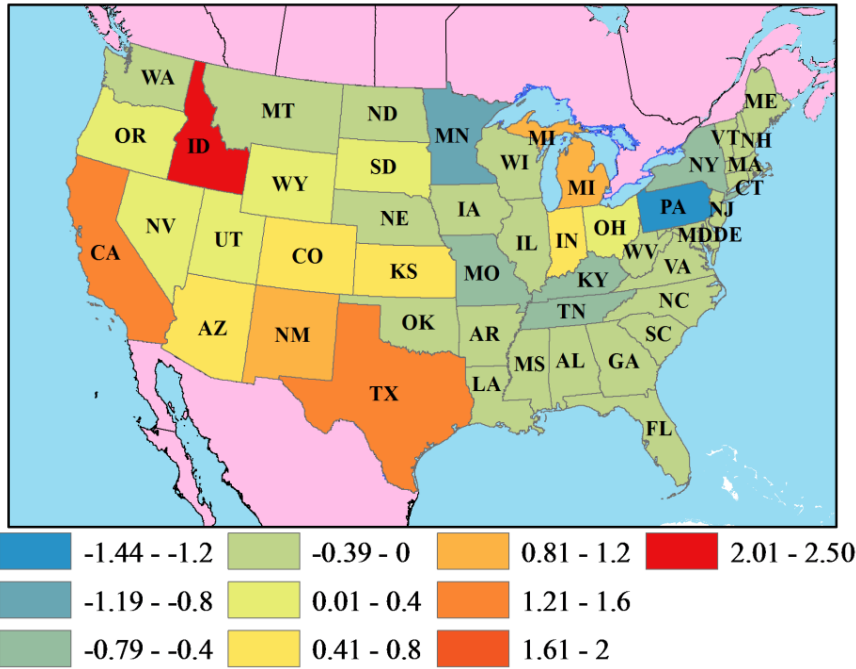 WA
MT
ND
MN
ME
OR
ID
SD
WI
MI
VT
NH
NY
MA
WY
MI
CT
NE
IA
PA
NJ
NV
UT
CO
IL
IN
OH
MD
DE
CA
KS
MO
WV
KY
VA
AZ
NM
OK
AR
TN
NC
SC
TX
LA
MS
AL
GA
FL
-1.44 - -1.2
-0.39 - 0
0.81 - 1.2
2.01 - 2.50
-1.19 - -0.8
0.01 - 0.4
1.21 - 1.6
-0.79 - -0.4
0.41 - 0.8
1.61 - 2